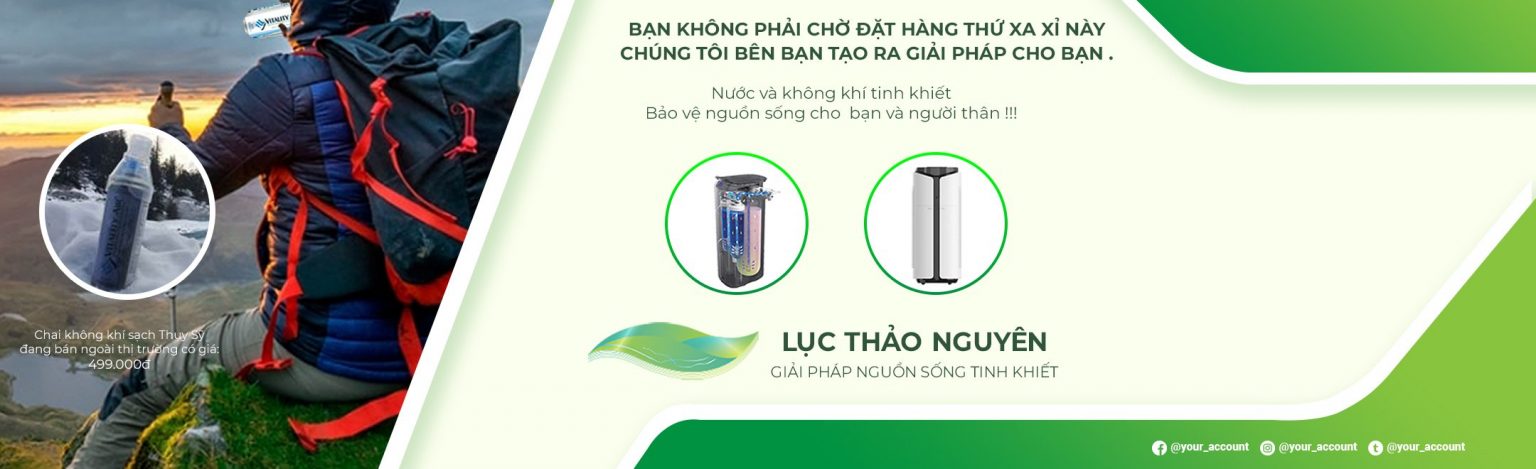 VITALITY
BẠN KHÔNG PHẢI CHỜ ĐẶT HÀNG THỨ XA XỈ NÀY
CHÚNG TÔI BÊN BẠN TẠO RA GIẢI PHÁP CHO BẠN .
Nước và không khí tinh khiết
Bảo vệ nguồn sống cho bạn và người thân !!!
Chai không khí sạch Thụy Sỹ
đang bán ngoài thị trường có giá:
499.000đ
LỤC THẢO NGUYÊN
GIẢI PHÁP NGUỒN SỐNG TINH KHIẾT
@your_account @your_account @your_account